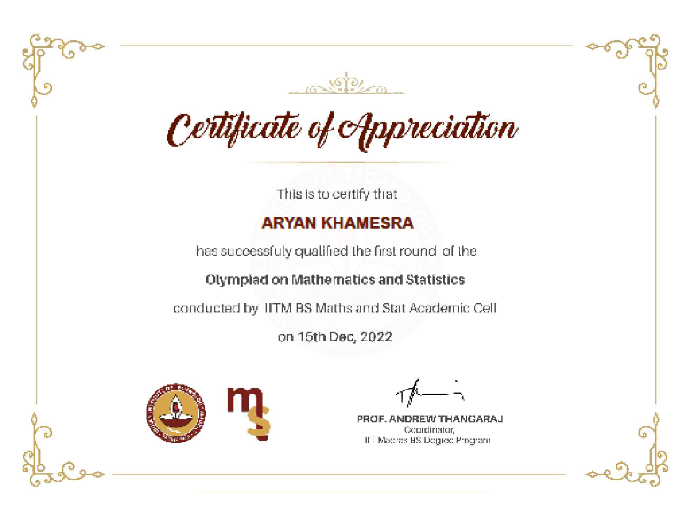 Certificate of Appreciation
This is to certify that
ARYAN KHAMESRA
has successfuly qualified the first round of the
Olympiad on Mathematics and Statistics
conducted by IITM BS Maths and Stat Academic Cell
on 15th Dec, 2022
ms
PROF. ANDREW THANGARAJ
Coordinator,
IIT Madras BS Degree Program